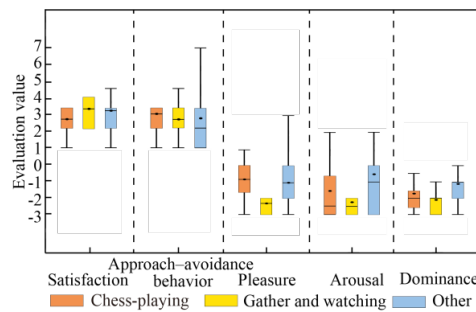 Evaluation value
7
6
5
4
3
2
1
0
-1
-2
-3
Satisfaction
Approach–avoidance
behavior
Pleasure
Arousal
Dominance
Chess-playing
Gather and watching
Other